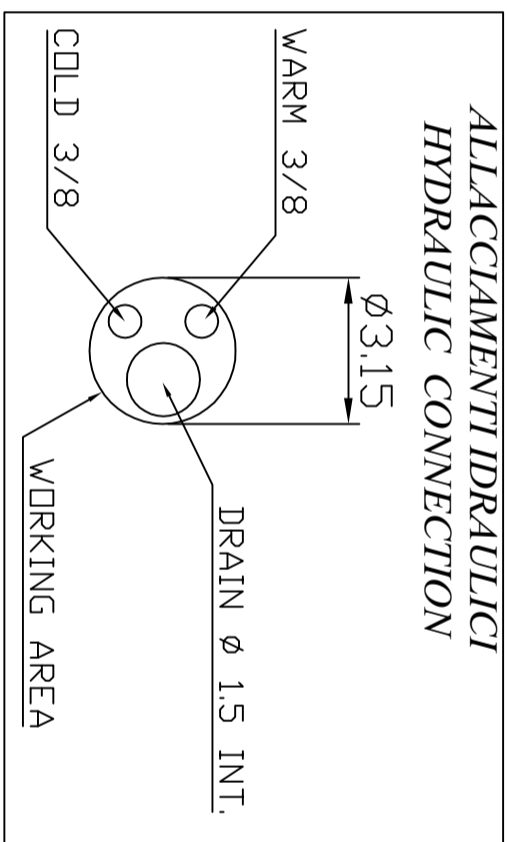 ALLACCIAMENTI IDRAULICI
HYDRAULIC CONNECTION
Ø3.15
WARM 3/8
DRAIN Ø 1.5 INT.
COLD 3/8
WORKING AREA